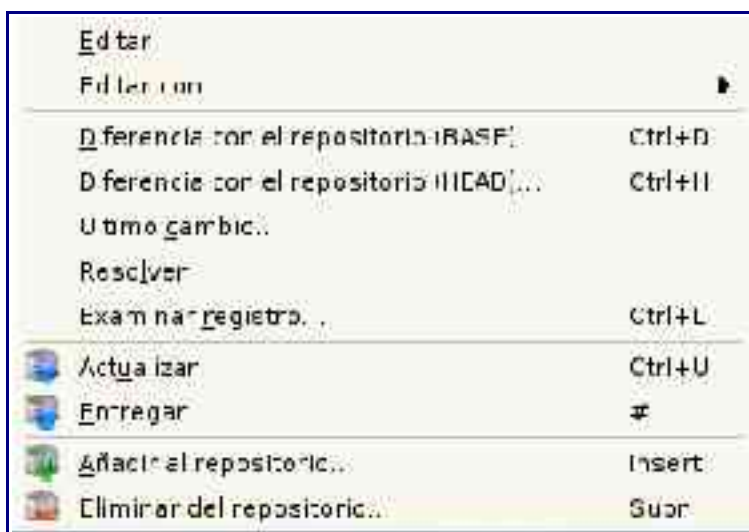 Editar
Editar con
Diferencia con el repositorio (BASE)... Ctrl+D
Diferencia con el repositorio (HEAD)... Ctrl+H
Último cambio...
Resolver
Examinar registro... Ctrl+L
Actualizar Ctrl+U
Entregar #
Añadir al repositorio... Insert
Eliminar del repositorio... Supr